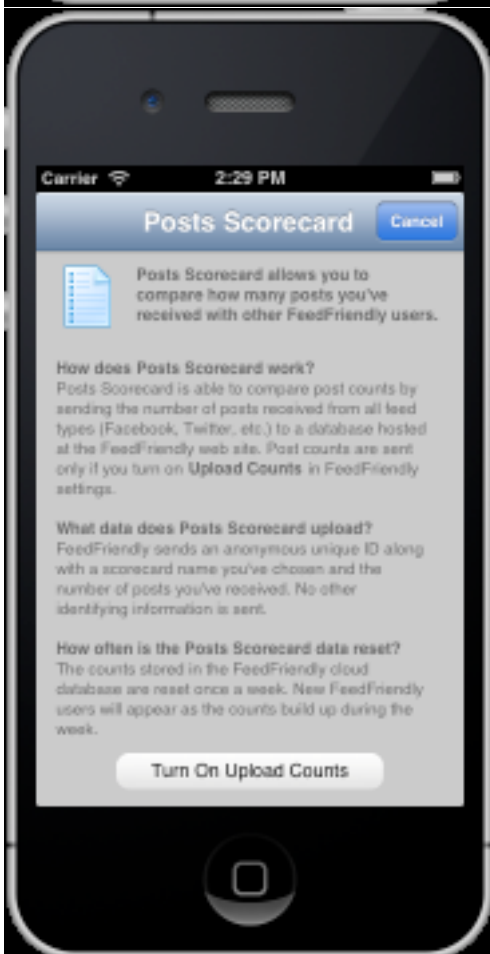 Carrier 2:29 PM
Posts Scorecard Cancel
Posts Scorecard allows you to
compare how many posts you've
received with other FeedFriendly users.
How does Posts Scorecard work?
Posts Scorecard is able to compare post counts by
sending the number of posts received from all feed
types (Facebook, Twitter, etc.) to a database hosted
at the FeedFriendly web site. Post counts are sent
only if you turn on Upload Counts in FeedFriendly
settings.
What data does Posts Scorecard upload?
FeedFriendly sends an anonymous unique ID along
with a scorecard name you've chosen and the
number of posts you've received. No other
identifying information is sent.
How often is the Posts Scorecard data reset?
The counts stored in the FeedFriendly cloud
database are reset once a week. New FeedFriendly
users will appear as the counts build up during the
week.
Turn On Upload Counts